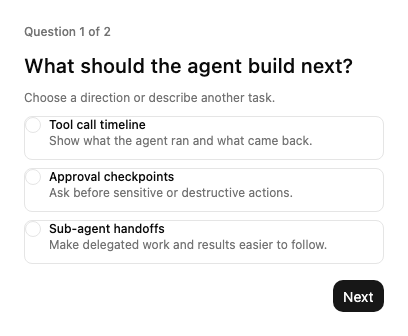 Question 1 of 2
What should the agent build next?
Choose a direction or describe another task.
Tool call timeline
Show what the agent ran and what came back.
Approval checkpoints
Ask before sensitive or destructive actions.
Sub-agent handoffs
Make delegated work and results easier to follow.
Next